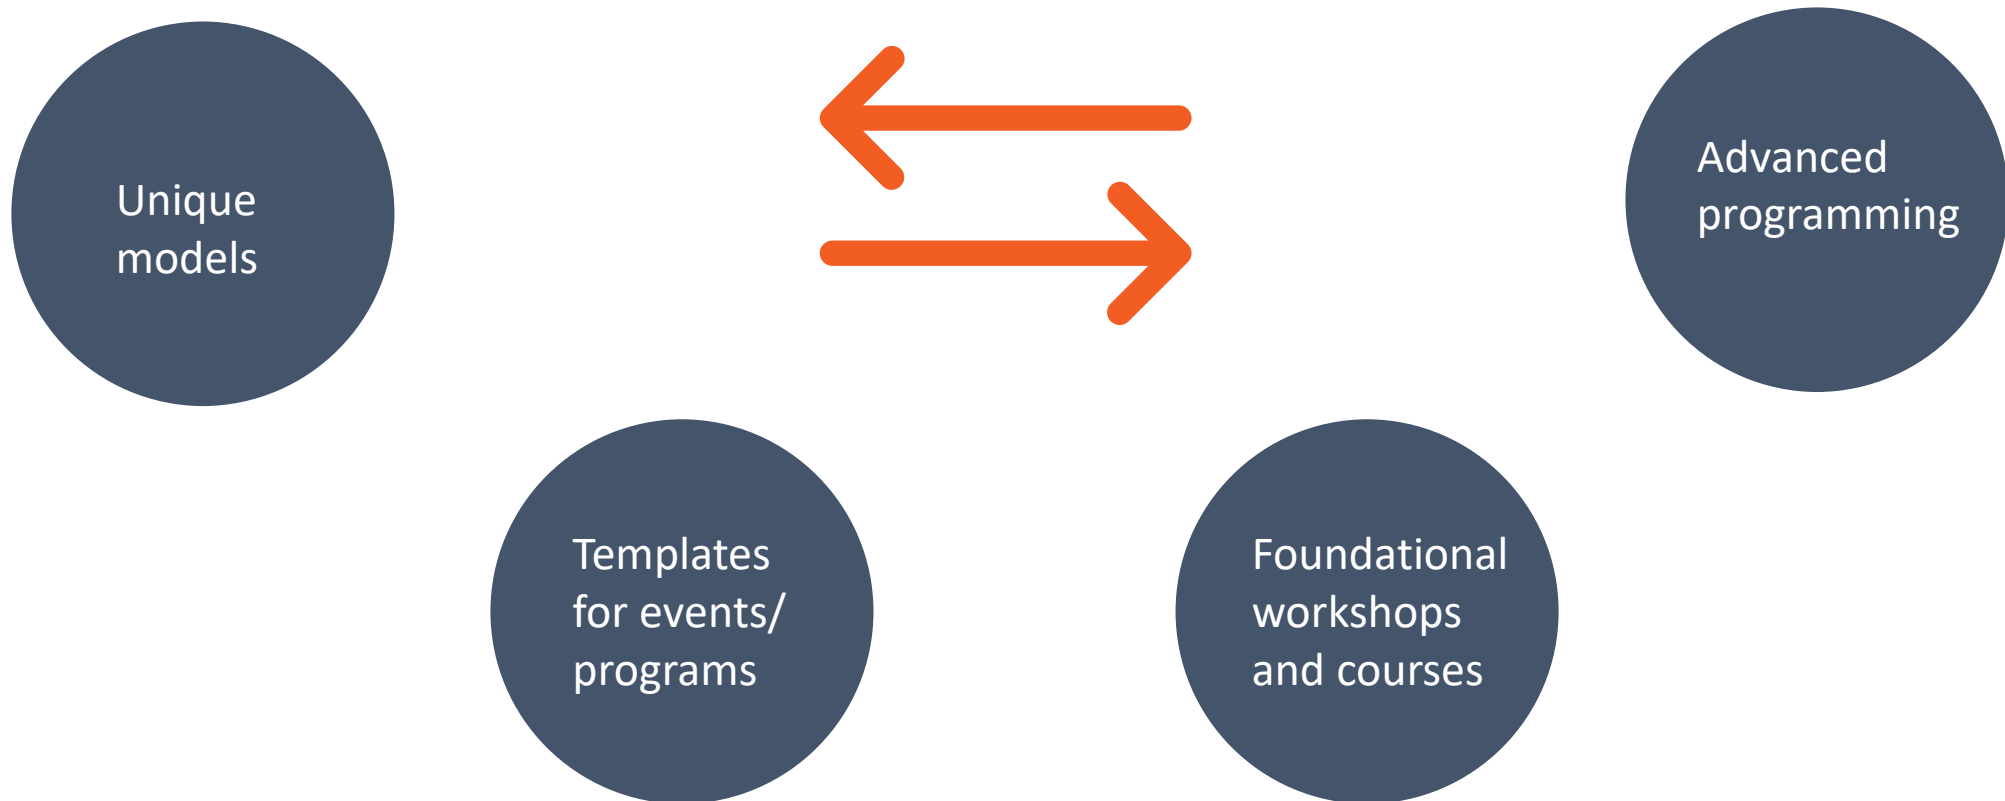 Unique
models
Advanced
programming
Templates
for events/
programs
Foundational
workshops
and courses